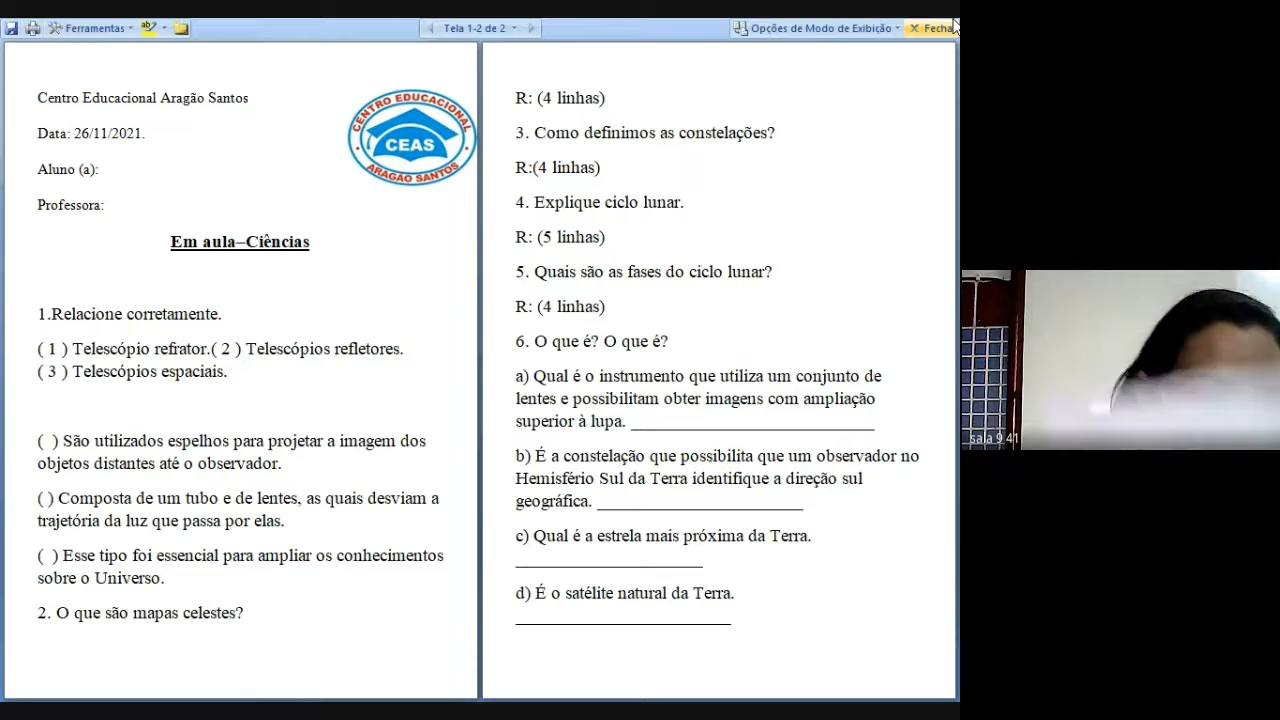 Ferramentas
Tela 1-2 de 2
Opções de Modo de Exibição
Fecha
Centro Educacional Aragão Santos
Data: 26/11/2021.
Aluno (a):
Professora:
CENTRO EDUCACIONAL
CEAS
ARAGAO SANTOS
Em aula–Ciências
1.Relacione corretamente.
( 1 ) Telescópio refrator.( 2 ) Telescópios refletores.
( 3 ) Telescópios espaciais.
( ) São utilizados espelhos para projetar a imagem dos
objetos distantes até o observador.
( ) Composta de um tubo e de lentes, as quais desviam a
trajetória da luz que passa por elas.
( ) Esse tipo foi essencial para ampliar os conhecimentos
sobre o Universo.
2. O que são mapas celestes?
R: (4 linhas)
3. Como definimos as constelações?
R:(4 linhas)
4. Explique ciclo lunar.
R: (5 linhas)
5. Quais são as fases do ciclo lunar?
R: (4 linhas)
6. O que é? O que é?
a) Qual é o instrumento que utiliza um conjunto de
lentes e possibilitam obter imagens com ampliação
superior à lupa. ___________________________
b) É a constelação que possibilita que um observador no
Hemisfério Sul da Terra identifique a direção sul
geográfica. _______________________
c) Qual é a estrela mais próxima da Terra.
_____________________
d) É o satélite natural da Terra.
________________________
sala 9 41